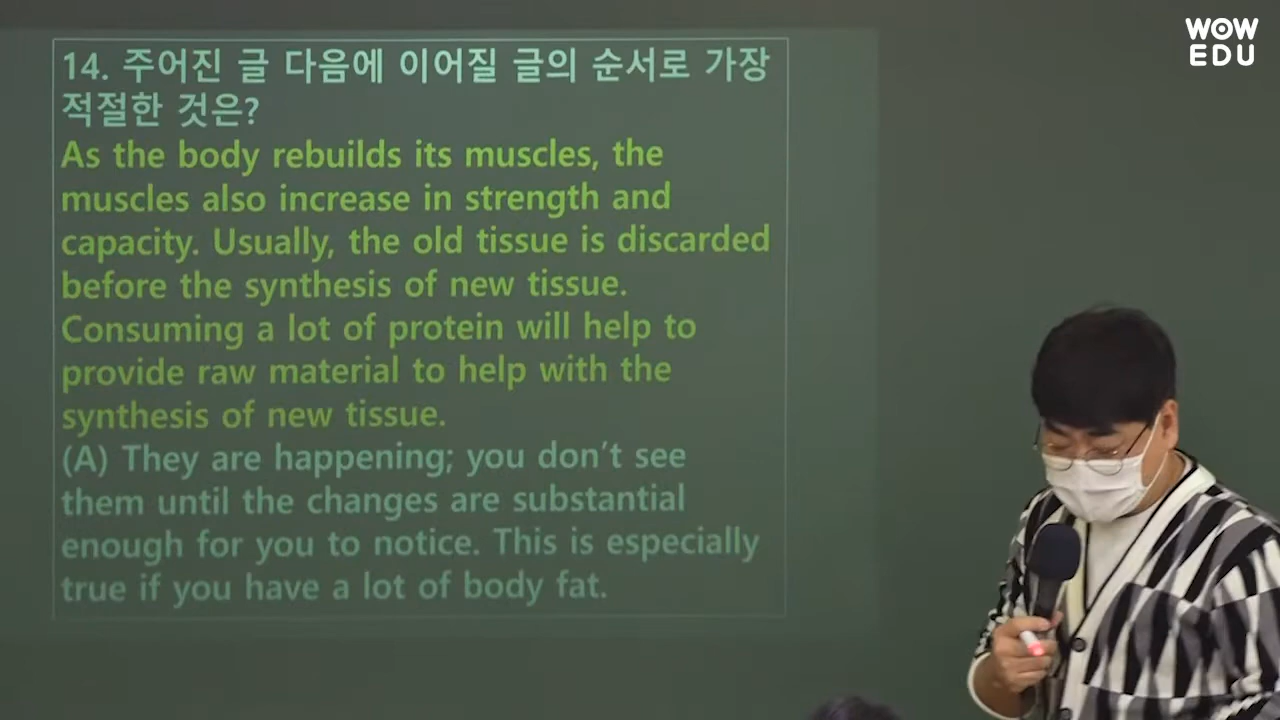 WOW
EDU
14. 주어진 글 다음에 이어질 글의 순서로 가장
적절한 것은?
As the body rebuilds its muscles, the
muscles also increase in strength and
capacity. Usually, the old tissue is discarded
before the synthesis of new tissue.
Consuming a lot of protein will help to
provide raw material to help with the
synthesis of new tissue.
(A) They are happening; you don't see
them until the changes are substantial
enough for you to notice. This is especially
true if you have a lot of body fat.